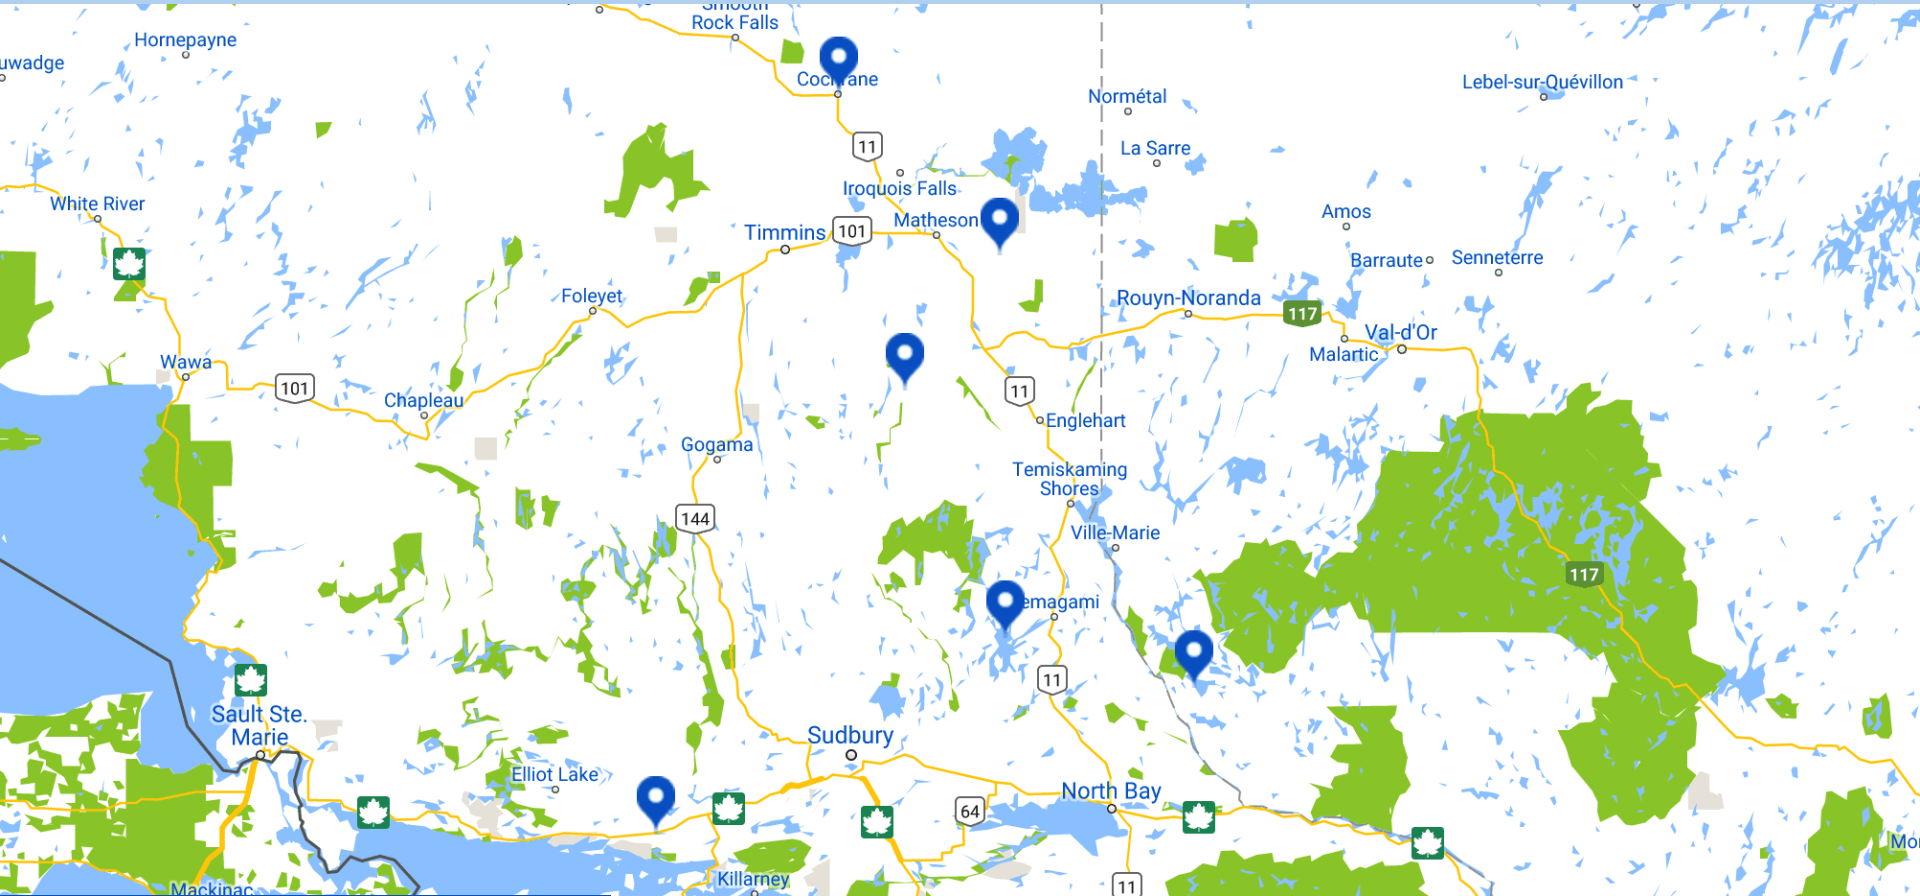 Smooth
Rock Falls
Hornepayne
uwadge
Cochrane
Lebel-sur-Quévillon
Normétal
11
La Sarre
Iroquois Falls
White River
Matheson
Amos
Timmins
101
Barraute
Senneterre
Foleyet
Rouyn-Noranda
117
Val-d'Or
Malartic
Wawa
101
Chapleau
11
Englehart
Gogama
Temiskaming
Shores
144
Ville-Marie
117
emagami
11
Sault Ste.
Marie
Sudbury
Elliot Lake
North Bay
64
Mo
Killarney
11
Mackinac